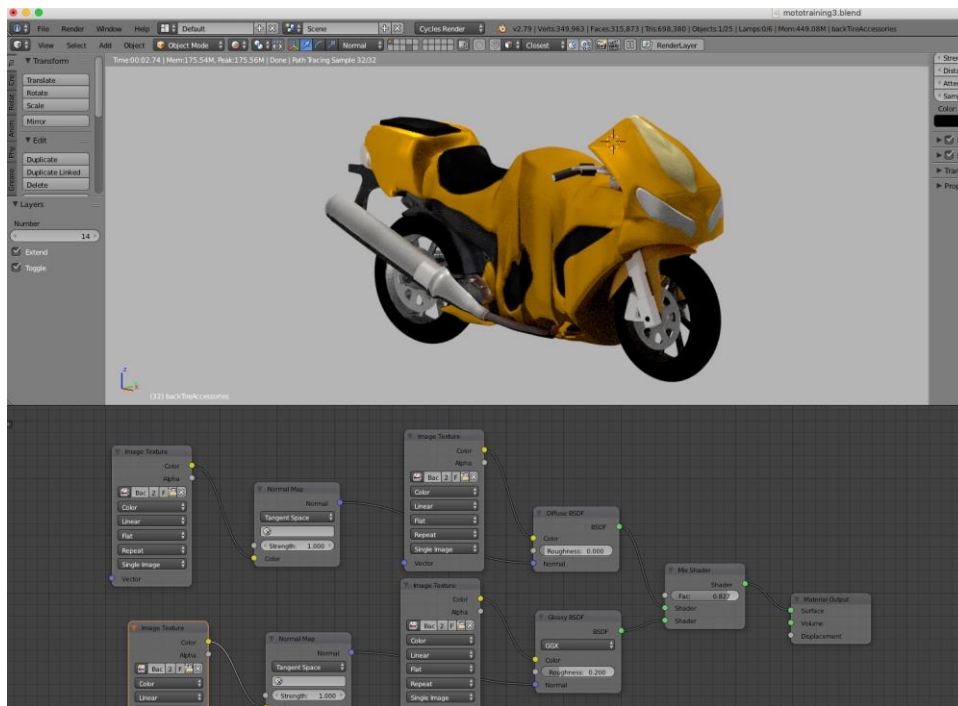 mototraining3.blend
File Render Window Help Default Scene Cycles Render v2.79 | Verts:349,963 | Faces:315,873 | Tris:698,380 | Objects:1/25 | Lamps:0/6 | Mem:449.08M | backTireAccessories
View Select Add Object Object Mode Normal Closest RenderLayer
Time:00:02.74 | Mem:175.54M, Peak:175.56M | Done | Path Tracing Sample 32/32
Transform
Translate
Rotate
Scale
Mirror
Edit
Duplicate
Duplicate Linked
Delete
Layers
Number
14
Extend
Toggle
Color:
(32) backTireAccessories
Image Texture
Color
Alpha
Bac 2 F
Color
Linear
Flat
Repeat
Single Image
Vector
Normal Map
Normal
Tangent Space
Strength: 1.000
Color
Image Texture
Color
Alpha
Bac 2 F
Color
Linear
Flat
Repeat
Single Image
Vector
Diffuse BSDF
BSDF
Color
Roughness: 0.000
Normal
Mix Shader
Shader
Fac: 0.827
Shader
Shader
Material Output
Surface
Volume
Displacement
Image Texture
Color
Alpha
Bac 2 F
Color
Linear
Normal Map
Normal
Tangent Space
Strength: 1.000
Image Texture
Color
Alpha
Bac 2 F
Color
Linear
Flat
Repeat
Single Image
Glossy BSDF
BSDF
GGX
Color
Roughness: 0.200
Normal